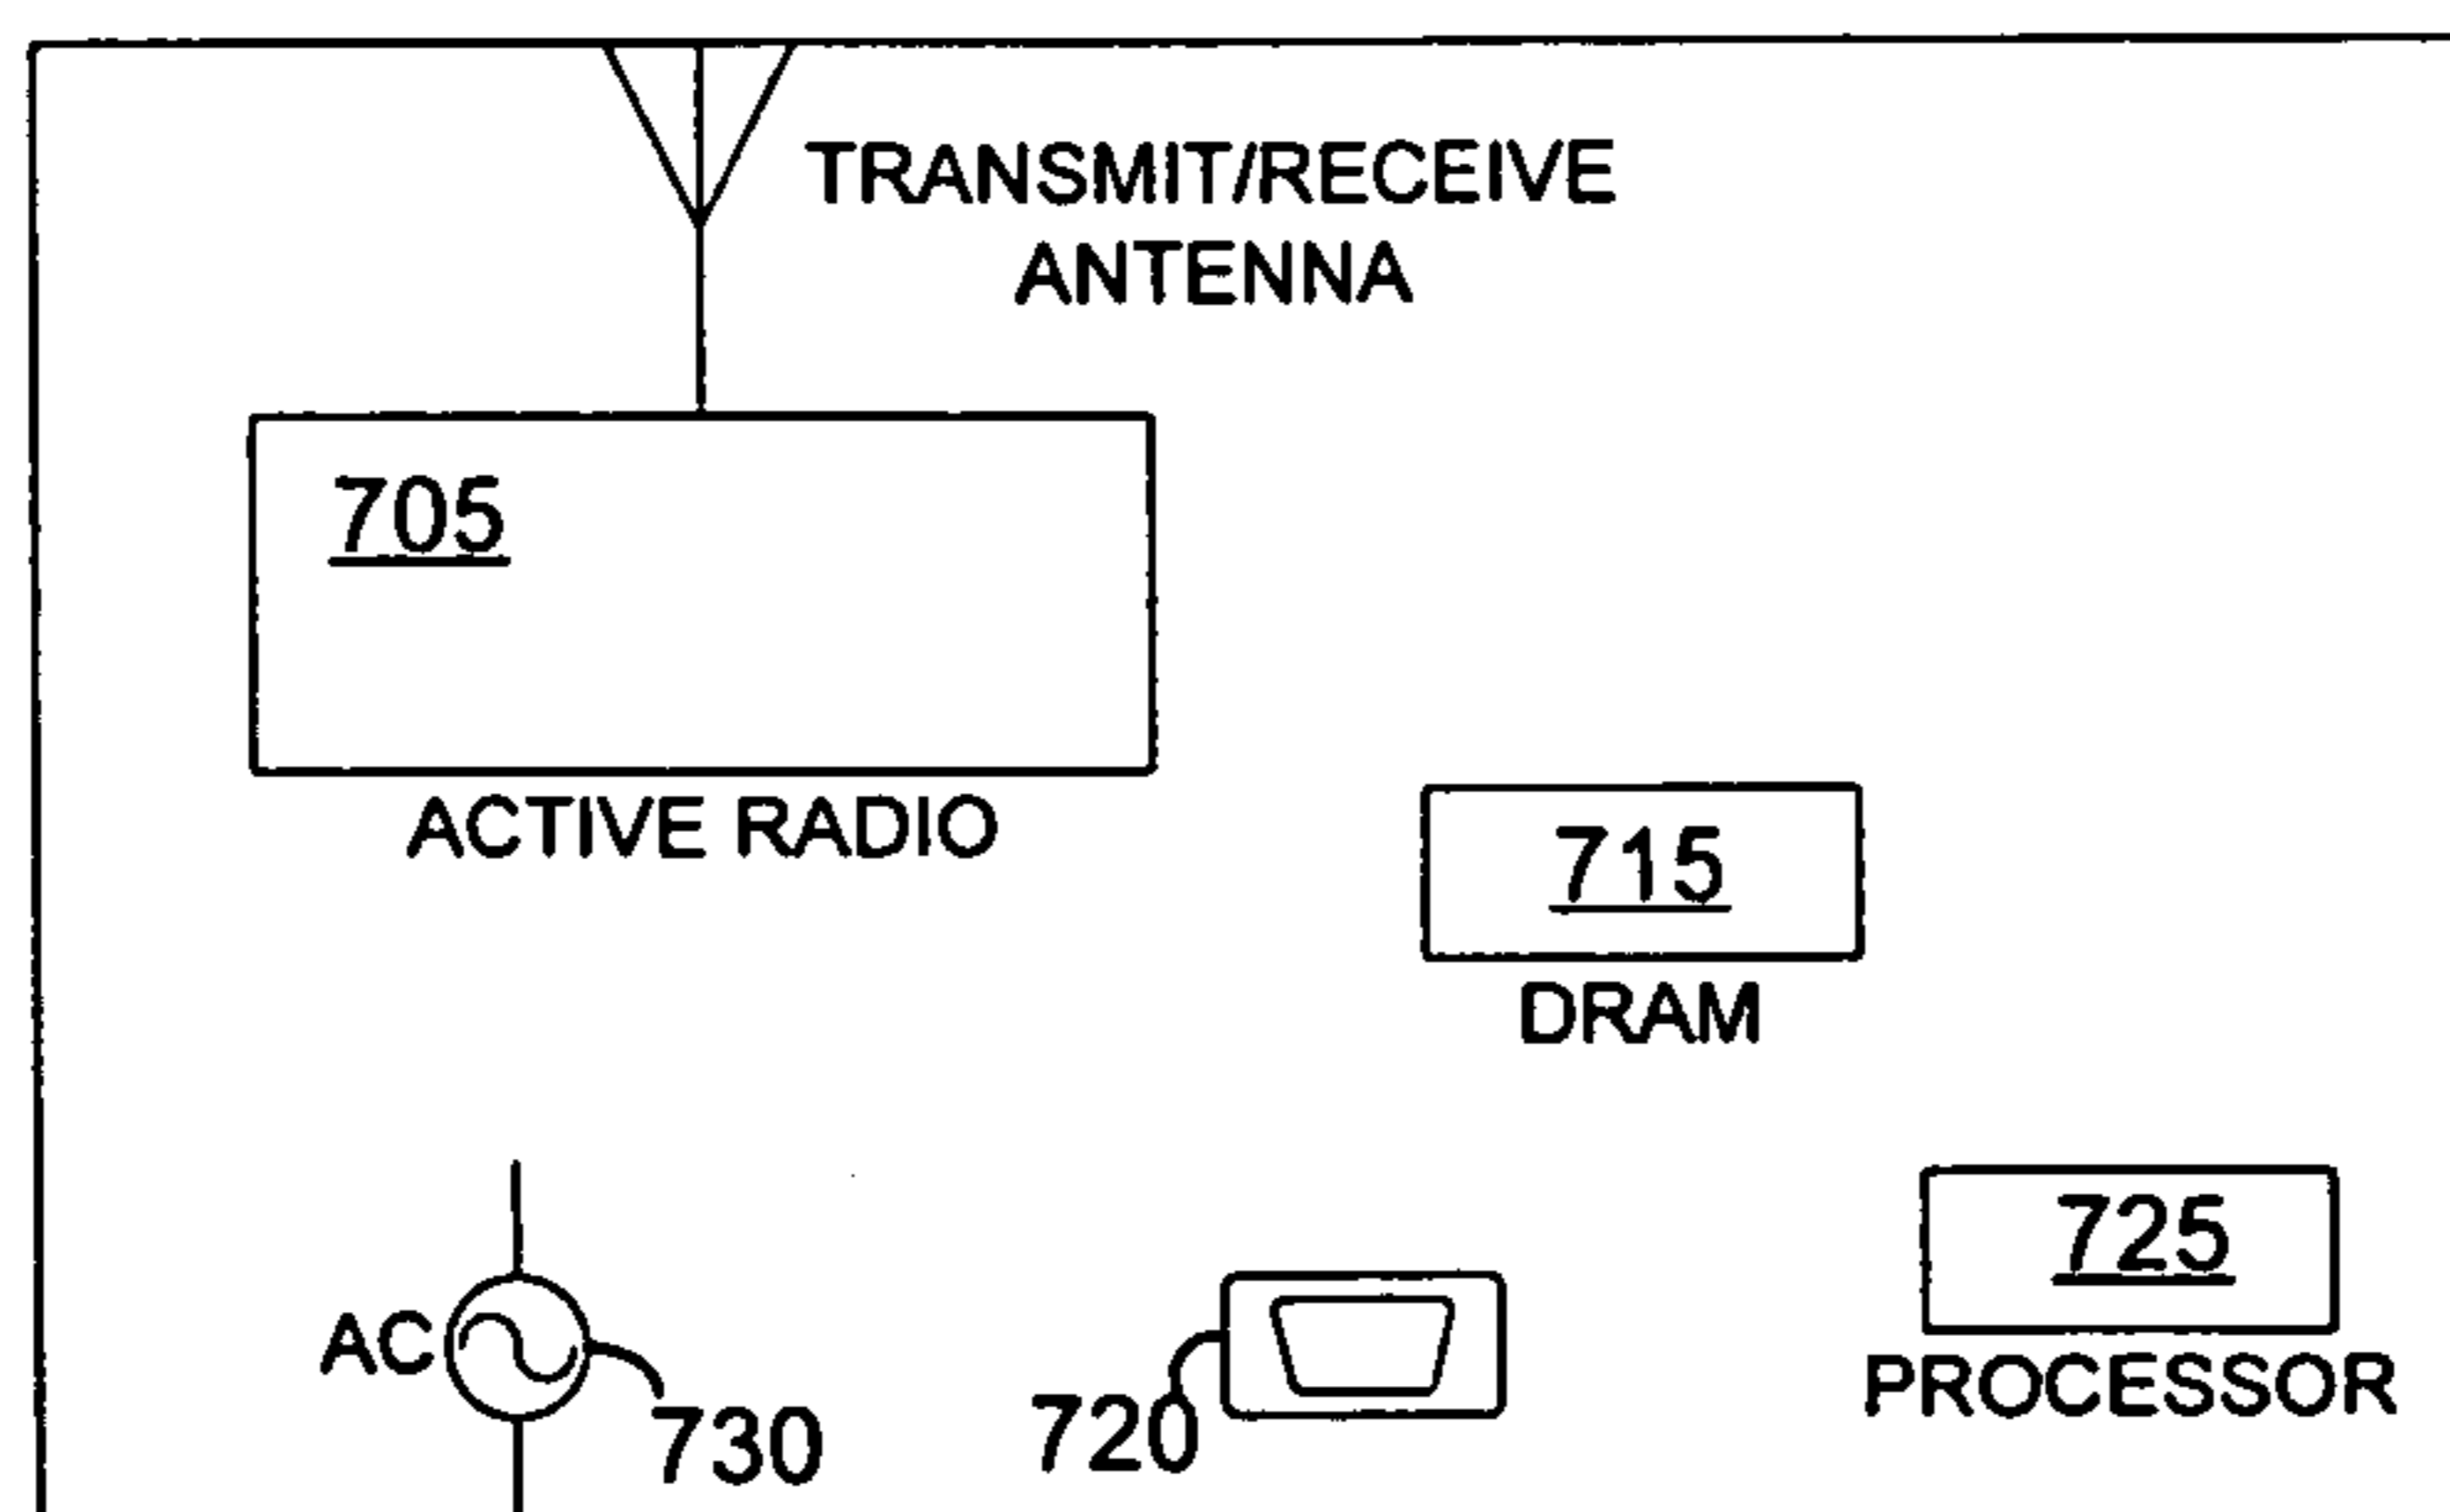 TRANSMIT/RECEIVE
ANTENNA
705
ACTIVE RADIO
715
DRAM
725
PROCESSOR
AC
730
720